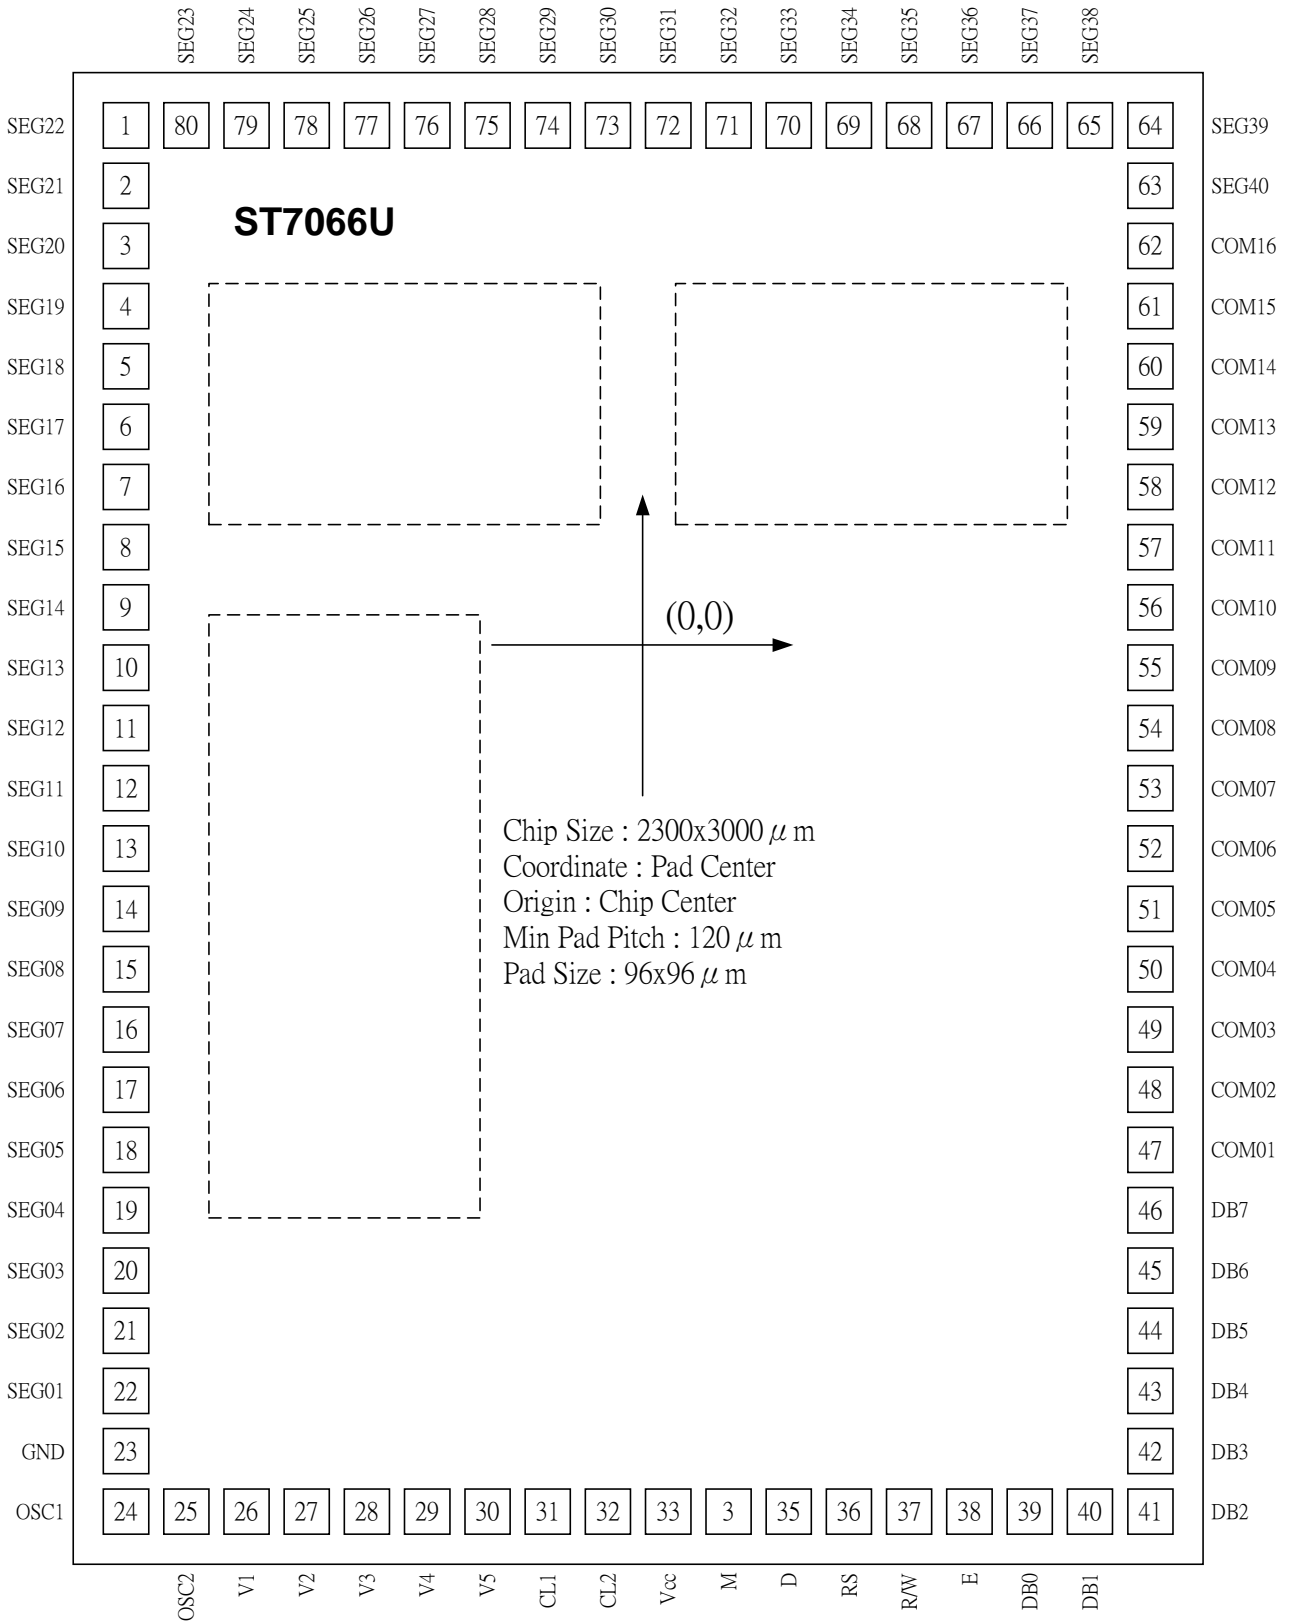 SEG23 SEG24 SEG25 SEG26 SEG27 SEG28 SEG29 SEG30 SEG31 SEG32 SEG33 SEG34 SEG35 SEG36 SEG37 SEG38
SEG22 1 80 79 78 77 76 75 74 73 72 71 70 69 68 67 66 65 64 SEG39
SEG21 2 63 SEG40
ST7066U
SEG20 3 62 COM16
SEG19 4 61 COM15
SEG18 5 60 COM14
SEG17 6 59 COM13
SEG16 7 58 COM12
SEG15 8 57 COM11
SEG14 9 (0,0) 56 COM10
SEG13 10 55 COM09
SEG12 11 54 COM08
SEG11 12 53 COM07
Chip Size : 2300x3000 μ m
SEG10 13 52 COM06
Coordinate : Pad Center
SEG09 14 Origin : Chip Center 51 COM05
Min Pad Pitch : 120 μ m
SEG08 15 Pad Size : 96x96 μ m 50 COM04
SEG07 16 49 COM03
SEG06 17 48 COM02
SEG05 18 47 COM01
SEG04 19 46 DB7
SEG03 20 45 DB6
SEG02 21 44 DB5
SEG01 22 43 DB4
GND 23 42 DB3
OSC1 24 25 26 27 28 29 30 31 32 33 3 35 36 37 38 39 40 41 DB2
OSC2 V1 V2 V3 V4 V5 CL1 CL2 Vcc M D RS R/W E DB0 DB1